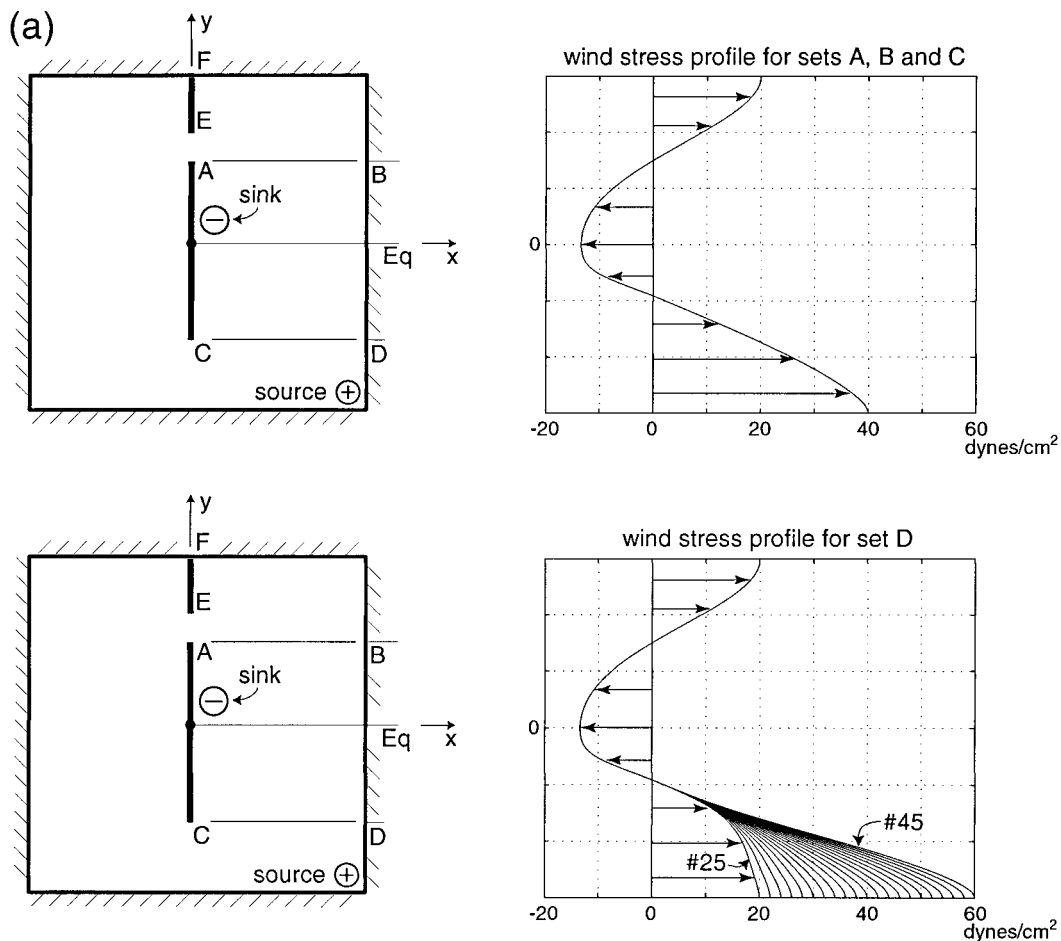 (a)
y
F
E
A
B
sink
Eq
x
C
D
source
wind stress profile for sets A, B and C
0
-20 0 20 40 60
dynes/cm²
y
F
E
A
B
sink
Eq
x
C
D
source
wind stress profile for set D
0
#45
#25
-20 0 20 40 60
dynes/cm²